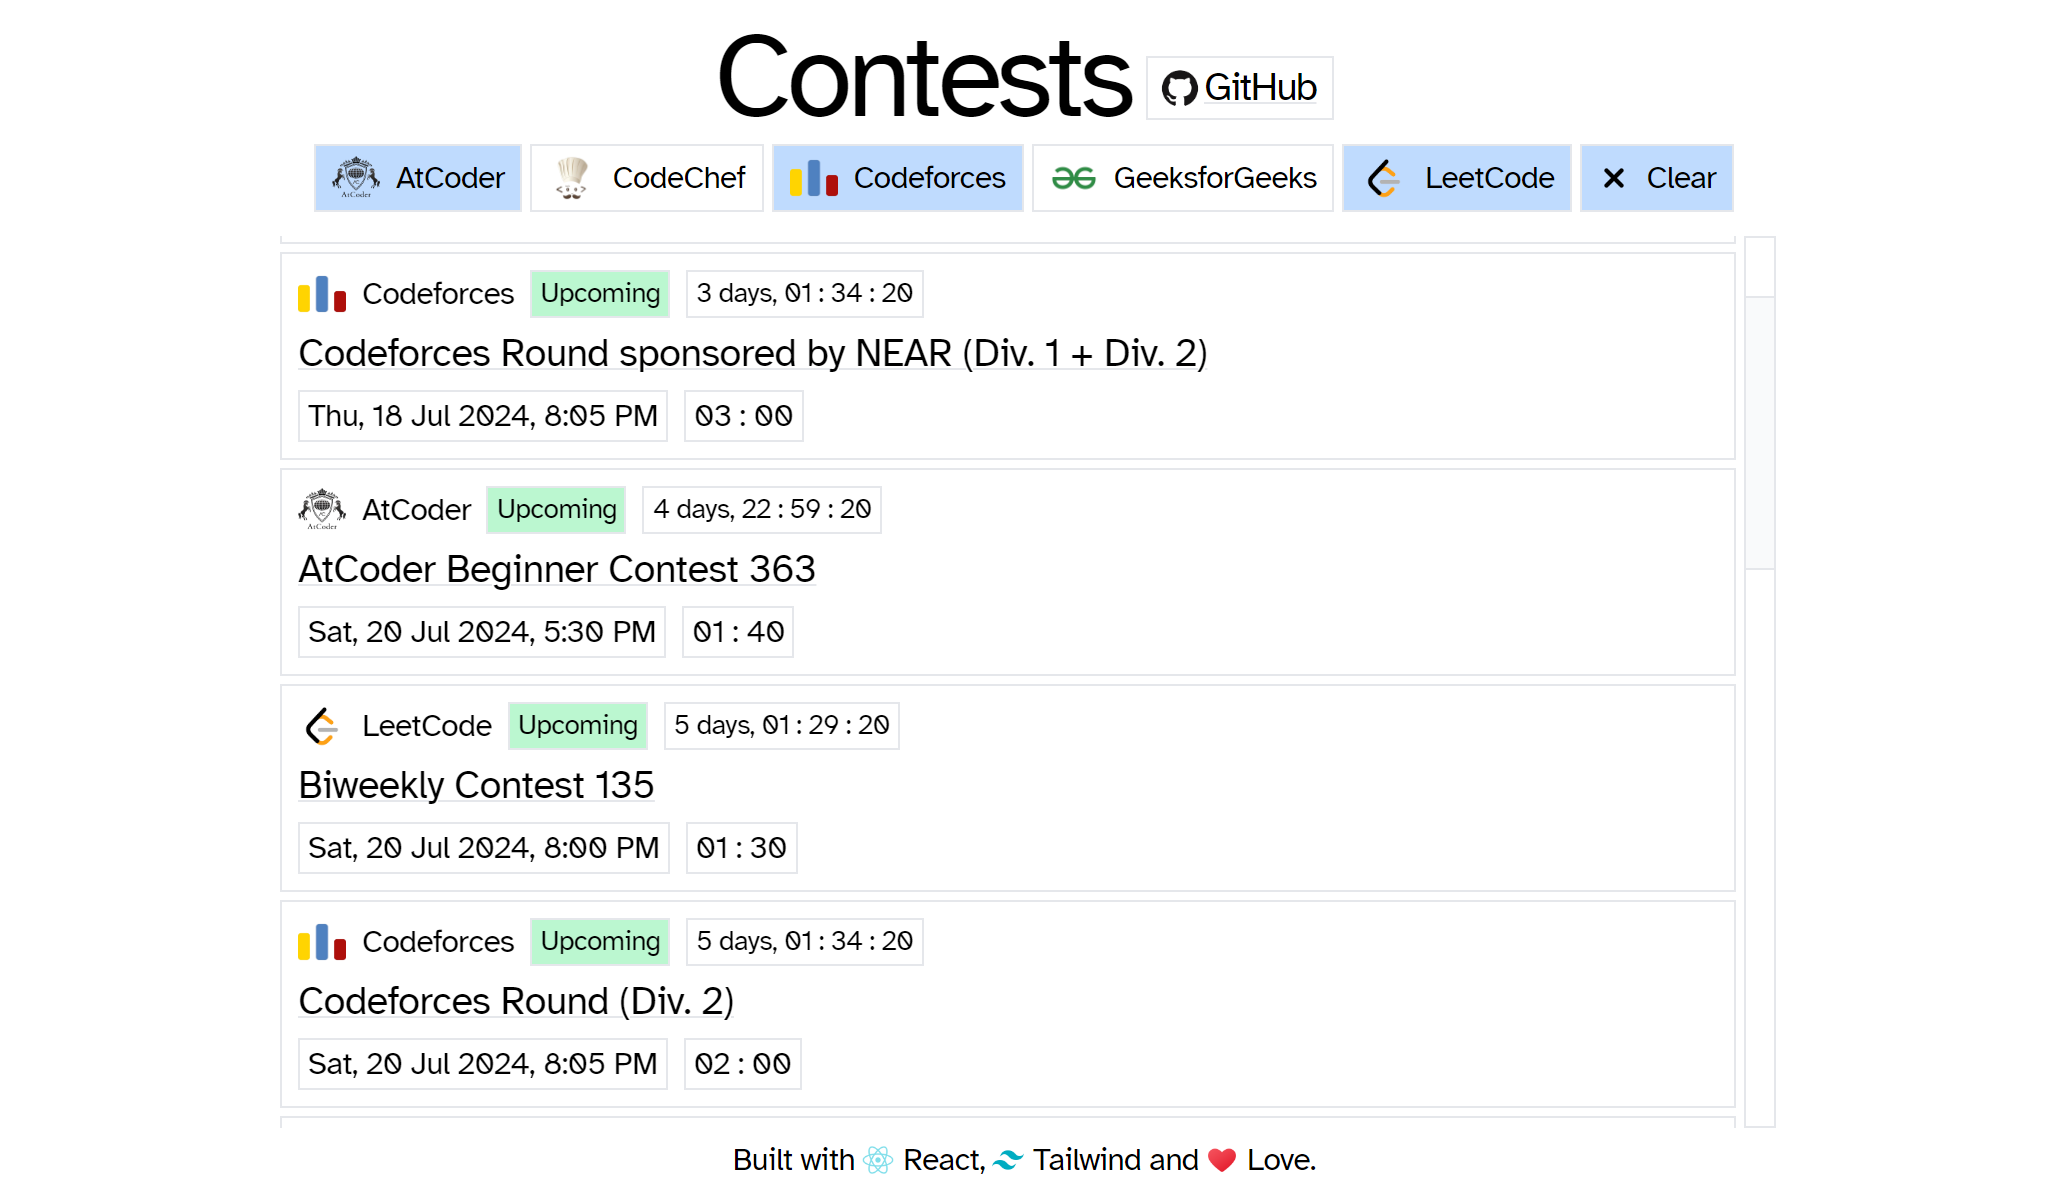 Contests GitHub
AtCoder CodeChef Codeforces GeeksforGeeks LeetCode Clear
Codeforces Upcoming 3 days, 01 : 34 : 20
Codeforces Round sponsored by NEAR (Div. 1 + Div. 2)
Thu, 18 Jul 2024, 8:05 PM 03 : 00
AtCoder Upcoming 4 days, 22 : 59 : 20
AtCoder Beginner Contest 363
Sat, 20 Jul 2024, 5:30 PM 01 : 40
LeetCode Upcoming 5 days, 01 : 29 : 20
Biweekly Contest 135
Sat, 20 Jul 2024, 8:00 PM 01 : 30
Codeforces Upcoming 5 days, 01 : 34 : 20
Codeforces Round (Div. 2)
Sat, 20 Jul 2024, 8:05 PM 02 : 00
Built with React, Tailwind and Love.